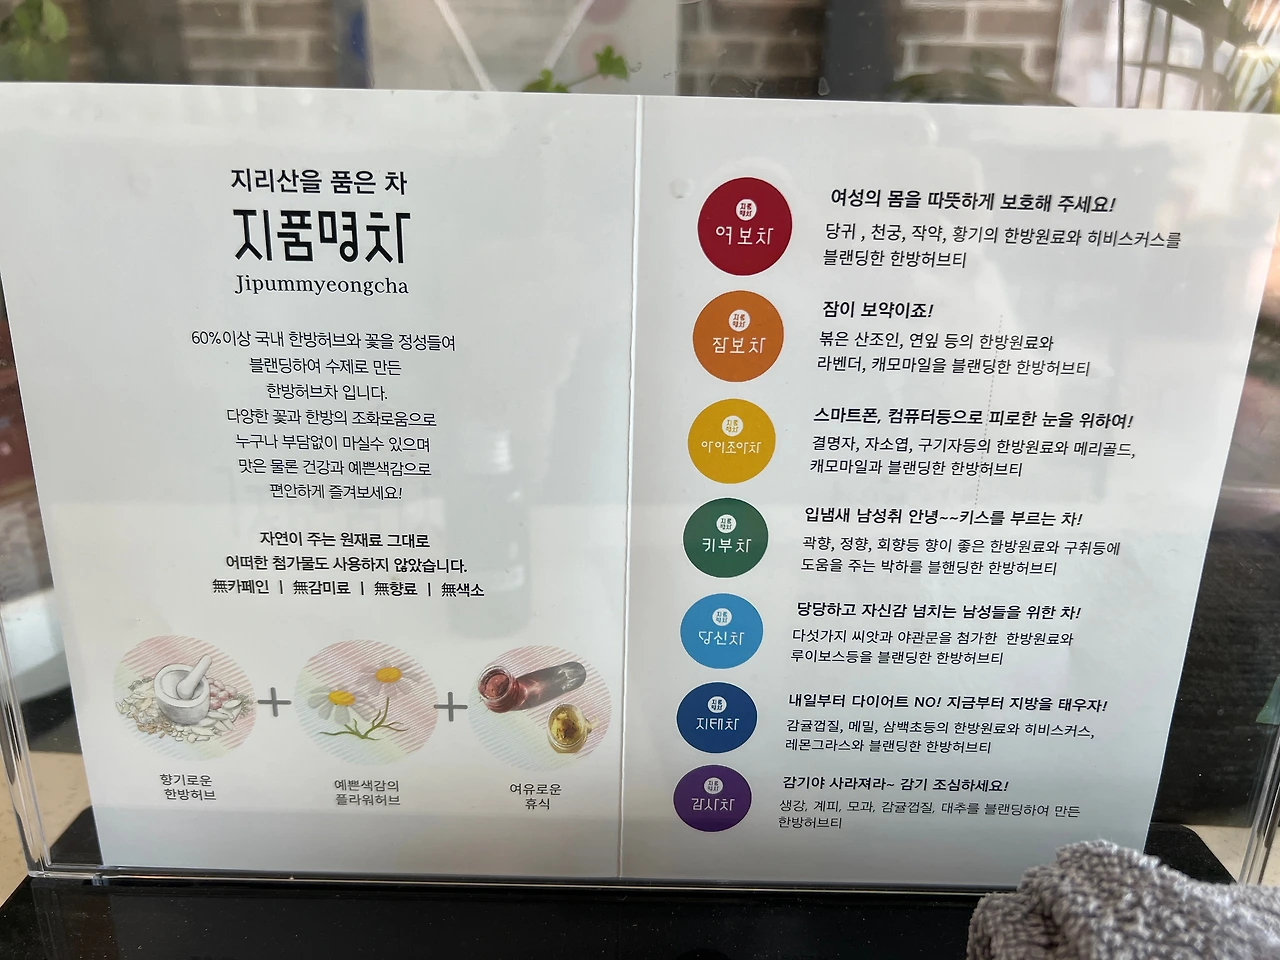 지리산을 품은 차
지품명차
Jipummyeongcha
60%이상 국내 한방허브와 꽃을 정성들여
블랜딩하여 수제로 만든
한방허브차 입니다.
다양한 꽃과 한방의 조화로움으로
누구나 부담없이 마실수 있으며
맛은 물론 건강과 예쁜색감으로
편안하게 즐겨보세요!
자연이 주는 원재료 그대로
어떠한 첨가물도 사용하지 않았습니다.
無카페인 | 無감미료 | 無향료 | 無색소
향기로운
한방허브
예쁜색감의
플라워허브
여유로운
휴식
지품명차
여보차
여성의 몸을 따뜻하게 보호해 주세요!
당귀 , 천궁, 작약, 황기의 한방원료와 히비스커스를
블랜딩한 한방허브티
지품명차
잠보차
잠이 보약이죠!
볶은 산조인, 연잎 등의 한방원료와
라벤더, 캐모마일을 블랜딩한 한방허브티
지품명차
아이조아차
스마트폰, 컴퓨터등으로 피로한 눈을 위하여!
결명자, 자소엽, 구기자등의 한방원료와 메리골드,
캐모마일과 블랜딩한 한방허브티
지품명차
키부차
입냄새 남성취 안녕~~키스를 부르는 차!
곽향, 정향, 회향등 향이 좋은 한방원료와 구취등에
도움을 주는 박하를 블핸딩한 한방허브티
지품명차
당신차
당당하고 자신감 넘치는 남성들을 위한 차!
다섯가지 씨앗과 야관문을 첨가한 한방원료와
루이보스등을 블랜딩한 한방허브티
지품명차
지태차
내일부터 다이어트 NO! 지금부터 지방을 태우자!
감귤껍질, 메밀, 삼백초등의 한방원료와 히비스커스,
레몬그라스와 블랜딩한 한방허브티
지품명차
감사차
감기야 사라져라~ 감기 조심하세요!
생강, 계피, 모과, 감귤껍질, 대추를 블랜딩하여 만든
한방허브티